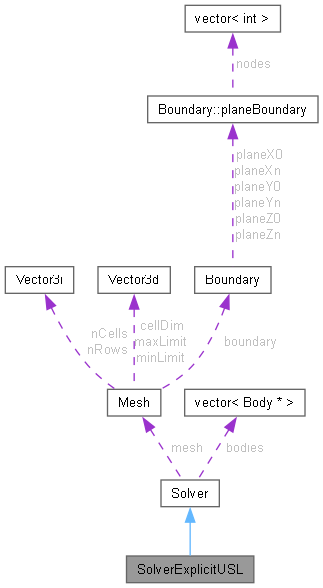 vector< int >
nodes
Boundary::planeBoundary
planeX0
planeXn
planeY0
planeYn
planeZ0
planeZn
Vector3i
Vector3d
Boundary
nCells
nRows
cellDim
maxLimit
minLimit
boundary
Mesh
vector< Body * >
mesh
bodies
Solver
SolverExplicitUSL